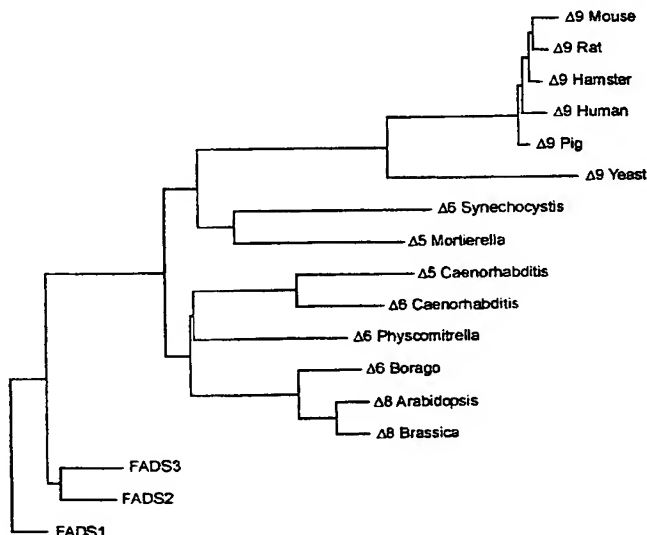 Δ9 Mouse
Δ9 Rat
Δ9 Hamster
Δ9 Human
Δ9 Pig
Δ9 Yeast
Δ6 Synechocystis
Δ5 Mortierella
Δ5 Caenorhabditis
Δ6 Caenorhabditis
Δ6 Physcomitrella
Δ6 Borago
Δ8 Arabidopsis
Δ8 Brassica
FADS3
FADS2
FADS1